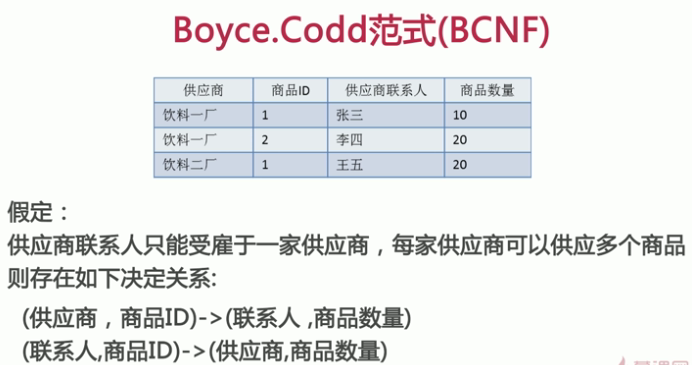 Boyce.Codd范式(BCNF)
供应商 商品ID 供应商联系人 商品数量
饮料一厂 1 张三 10
饮料一厂 2 李四 20
饮料二厂 1 王五 20
假定：
供应商联系人只能受雇于一家供应商，每家供应商可以供应多个商品
则存在如下决定关系:
(供应商，商品ID)->(联系人 ,商品数量)
(联系人,商品ID)->(供应商,商品数量)